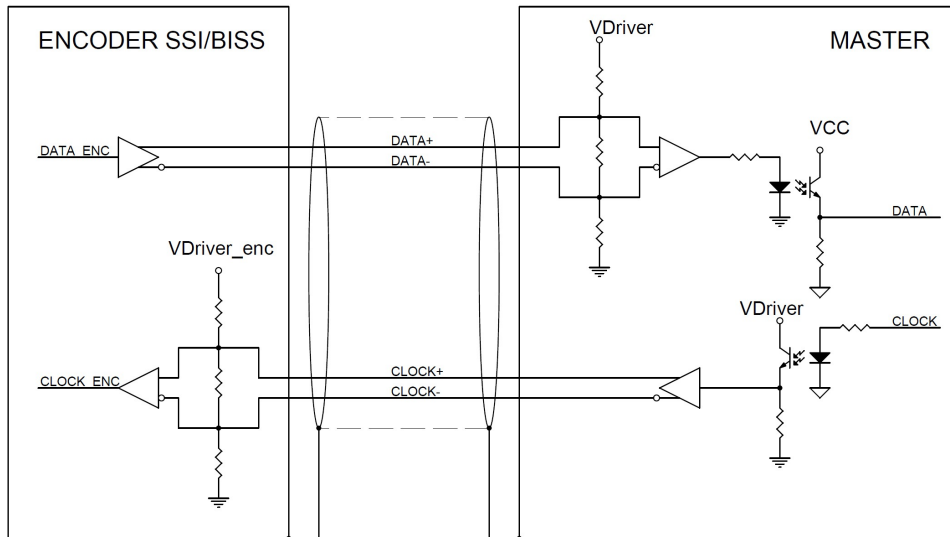 ENCODER SSI/BISS
MASTER
VDriver
VCC
DATA_ENC
DATA+
DATA-
DATA
VDriver_enc
VDriver
CLOCK
CLOCK_ENC
CLOCK+
CLOCK-